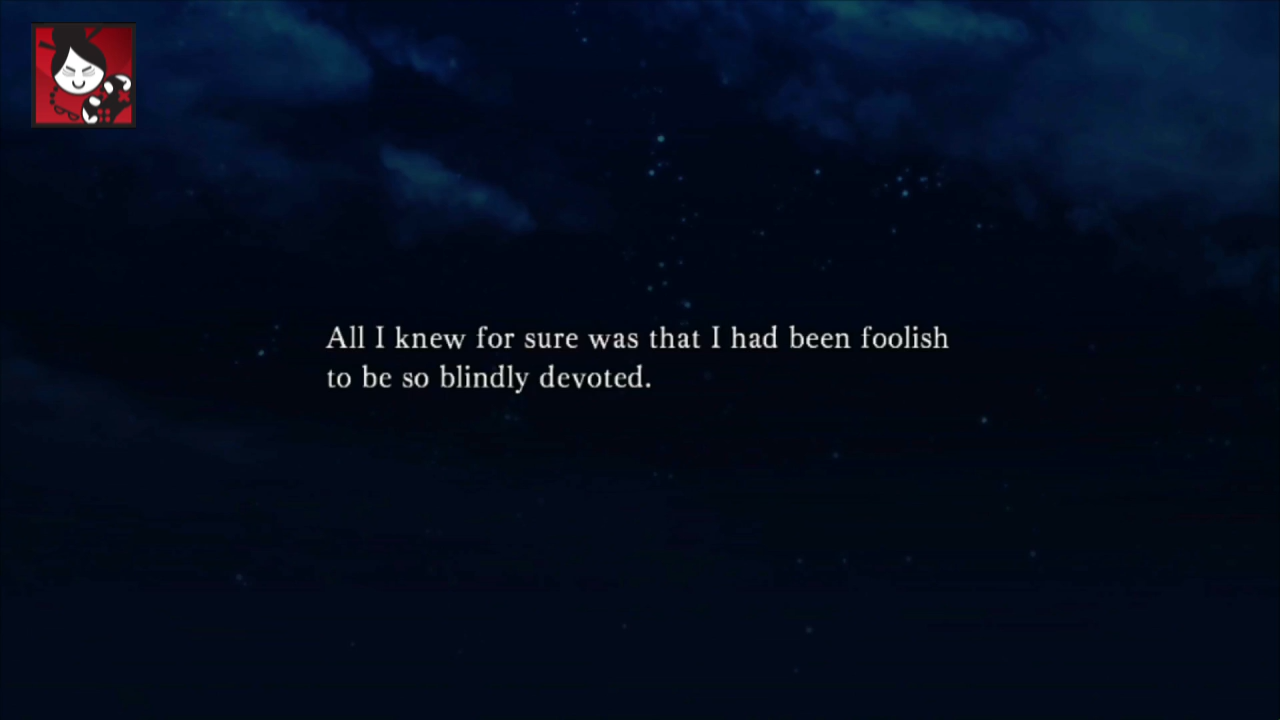 All I knew for sure was that I had been foolish
to be so blindly devoted.